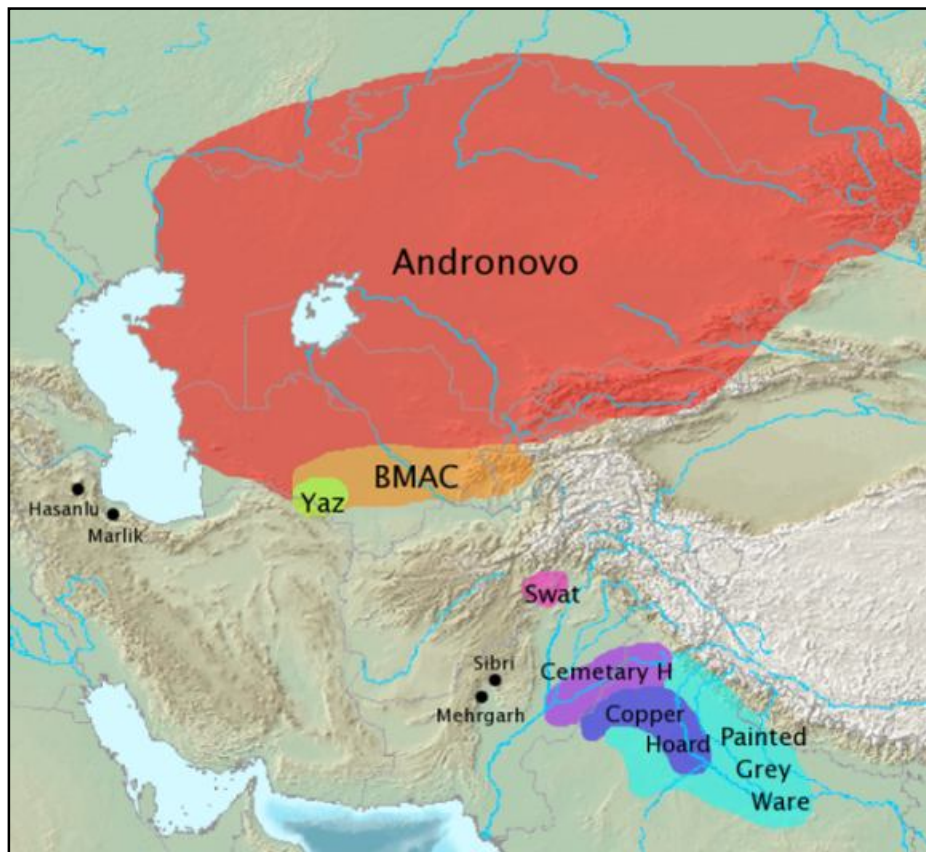 Andronovo
BMAC
Yaz
Hasanlu
Marlik
Swat
Sibri
Cemetary H
Mehrgarh
Copper
Hoard
Painted
Grey
Ware